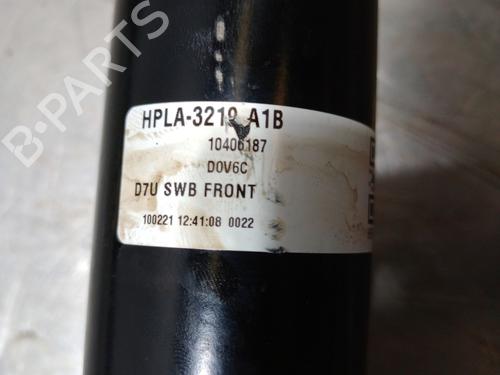 HPLA-3219 A1B
10406187
D0V6C
D7U SWB FRONT
100221 12:41:08 0022
B-PARTS